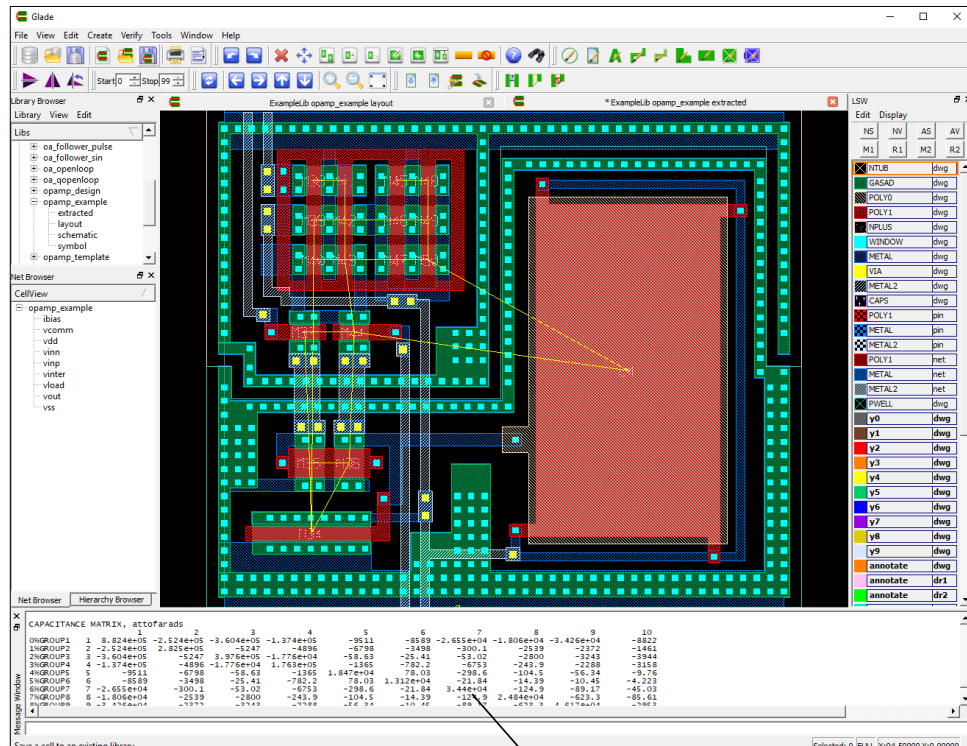 Glade
File View Edit Create Verify Tools Window Help
Start 0 Stop 99
Library Browser
Library View Edit
Libs
oa_follower_pulse
oa_follower_sin
oa_openloop
oa_qopenloop
opamp_design
opamp_example
extracted
layout
schematic
symbol
opamp_template
Net Browser
CellView
opamp_example
ibias
vcomm
vdd
vinn
vinp
vinter
vload
vout
vss
Net Browser Hierarchy Browser
ExampleLib opamp_example layout
* ExampleLib opamp_example extracted
LSW
Edit Display
NS NV AS AV
M1 R1 M2 R2
NTUB dwg
GASAD dwg
POLY0 dwg
POLY1 dwg
NPLUS dwg
WINDOW dwg
METAL dwg
VIA dwg
METAL2 dwg
CAPS dwg
POLY1 pin
METAL pin
METAL2 pin
POLY1 net
METAL net
METAL2 net
PWELL dwg
y0 dwg
y1 dwg
y2 dwg
y3 dwg
y4 dwg
y5 dwg
y6 dwg
y7 dwg
y8 dwg
y9 dwg
annotate dwg
annotate dr1
annotate dr2
Message Window
CAPACITANCE MATRIX, attofarads
1 2 3 4 5 6 7 8 9 10
0%GROUP1 1 8.824e+05 -2.524e+05 -3.604e+05 -1.374e+05 -9511 -8589 -2.655e+04 -1.806e+04 -3.426e+04 -8822
1%GROUP2 2 -2.524e+05 2.825e+05 -5247 -4896 -6798 -3498 -300.1 -2539 -2372 -1461
2%GROUP3 3 -3.604e+05 -5247 3.976e+05 -1.776e+04 -58.63 -25.41 -53.02 -2800 -3243 -3944
3%GROUP4 4 -1.374e+05 -4896 -1.776e+04 1.763e+05 -1365 -782.2 -6753 -243.9 -2288 -3158
4%GROUP5 5 -9511 -6798 -58.63 -1365 1.847e+04 78.03 -298.6 -104.5 -56.34 -9.76
5%GROUP6 6 -8589 -3498 -25.41 -782.2 78.03 1.312e+04 -21.84 -14.39 -10.45 -4.223
6%GROUP7 7 -2.655e+04 -300.1 -53.02 -6753 -298.6 -21.84 3.44e+04 -124.9 -89.17 -45.03
7%GROUP8 8 -1.806e+04 -2539 -2800 -243.9 -104.5 -14.39 -124.9 2.484e+04 -623.3 -85.61
Save a cell to an existing library